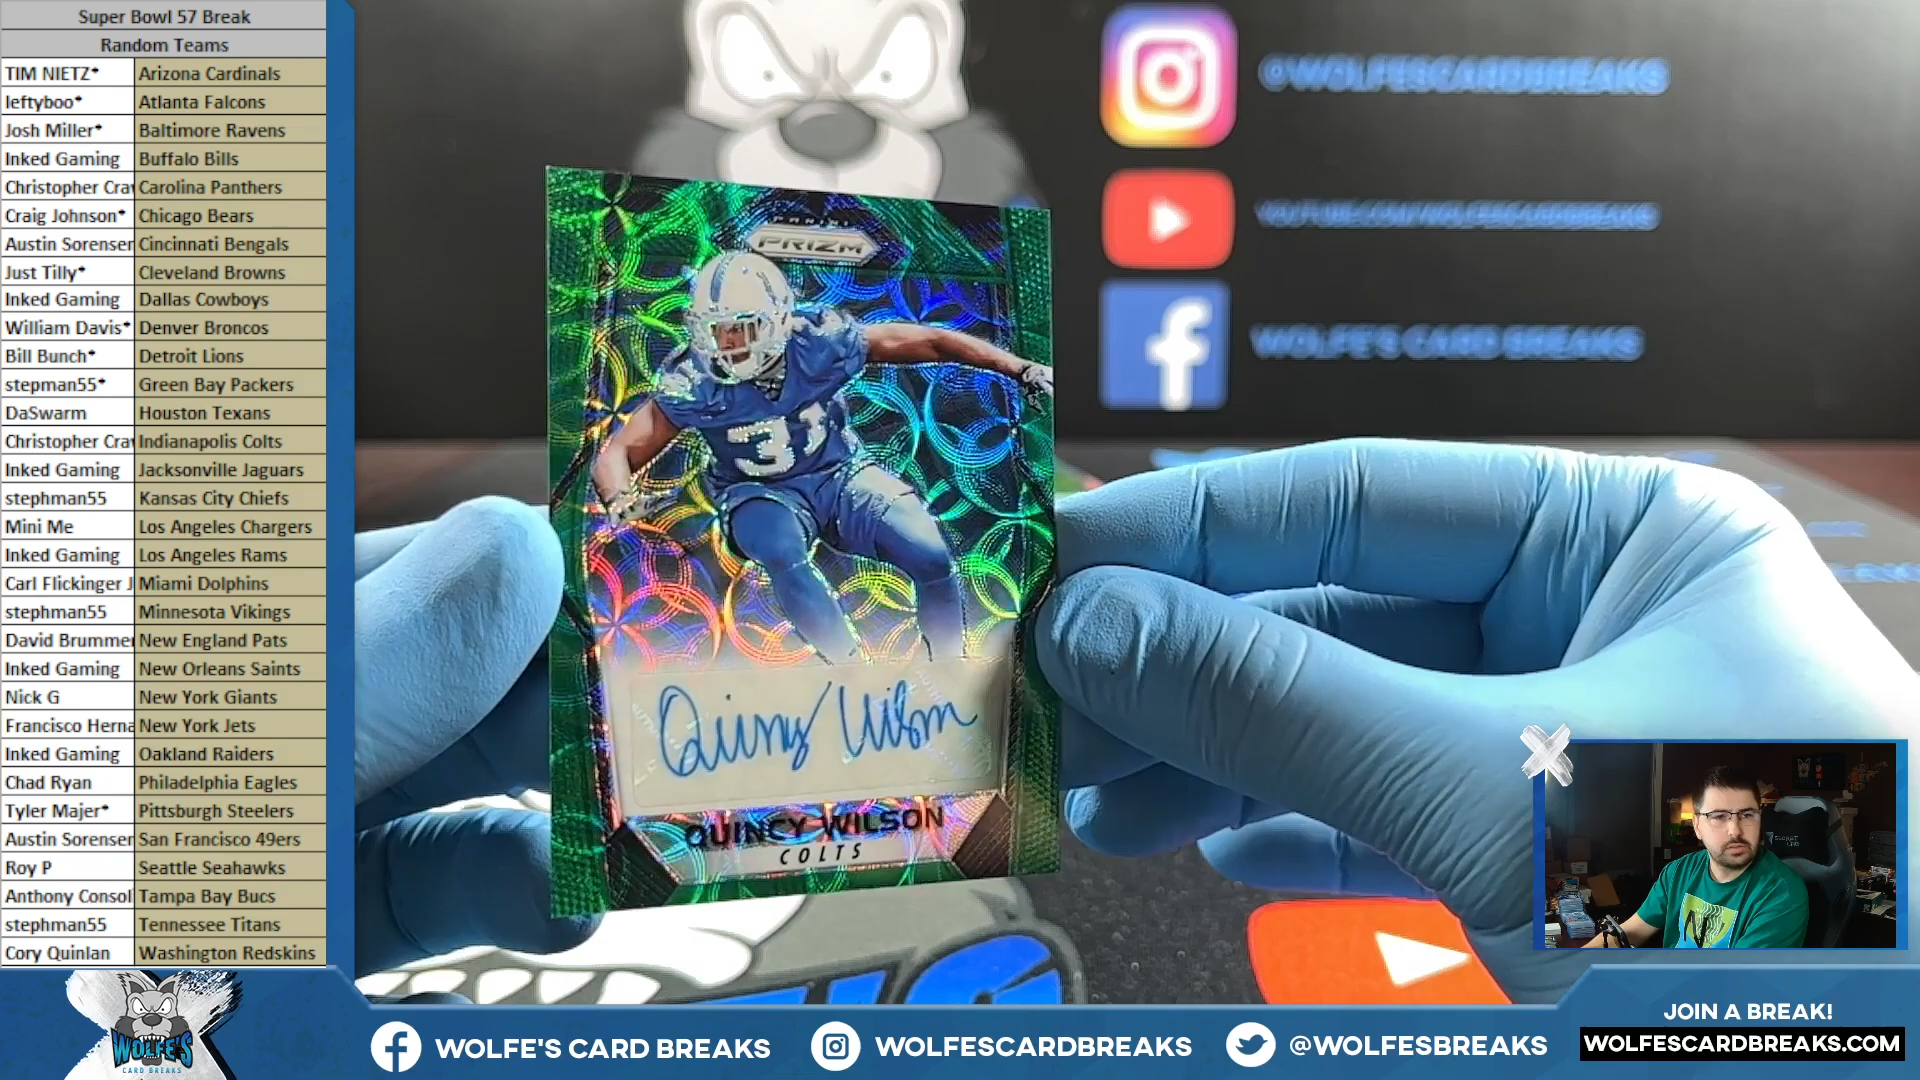 Super Bowl 57 Break
Random Teams
TIM NIETZ* Arizona Cardinals
leftyboo* Atlanta Falcons
Josh Miller* Baltimore Ravens
Inked Gaming Buffalo Bills
Christopher Cra Carolina Panthers
Craig Johnson* Chicago Bears
Austin Sorenser Cincinnati Bengals
Just Tilly* Cleveland Browns
Inked Gaming Dallas Cowboys
William Davis* Denver Broncos
Bill Bunch* Detroit Lions
stepman55* Green Bay Packers
DaSwarm Houston Texans
Christopher Cra Indianapolis Colts
Inked Gaming Jacksonville Jaguars
stephman55 Kansas City Chiefs
Mini Me Los Angeles Chargers
Inked Gaming Los Angeles Rams
Carl Flickinger J Miami Dolphins
stephman55 Minnesota Vikings
David Brummer New England Pats
Inked Gaming New Orleans Saints
Nick G New York Giants
Francisco Herna New York Jets
Inked Gaming Oakland Raiders
Chad Ryan Philadelphia Eagles
Tyler Majer* Pittsburgh Steelers
Austin Sorenser San Francisco 49ers
Roy P Seattle Seahawks
Anthony Consol Tampa Bay Bucs
stephman55 Tennessee Titans
Cory Quinlan Washington Redskins
@WOLFESCARDBREAKS
YOUTUBE.COM/WOLFESCARDBREAKS
WOLFE'S CARD BREAKS
PANINI
PRIZM
31
Quincy Wilson
QUINCY WILSON
COLTS
WOLFE'S
CARD BREAKS
WOLFE'S CARD BREAKS
WOLFESCARDBREAKS
@WOLFESBREAKS
JOIN A BREAK!
WOLFESCARDBREAKS.COM